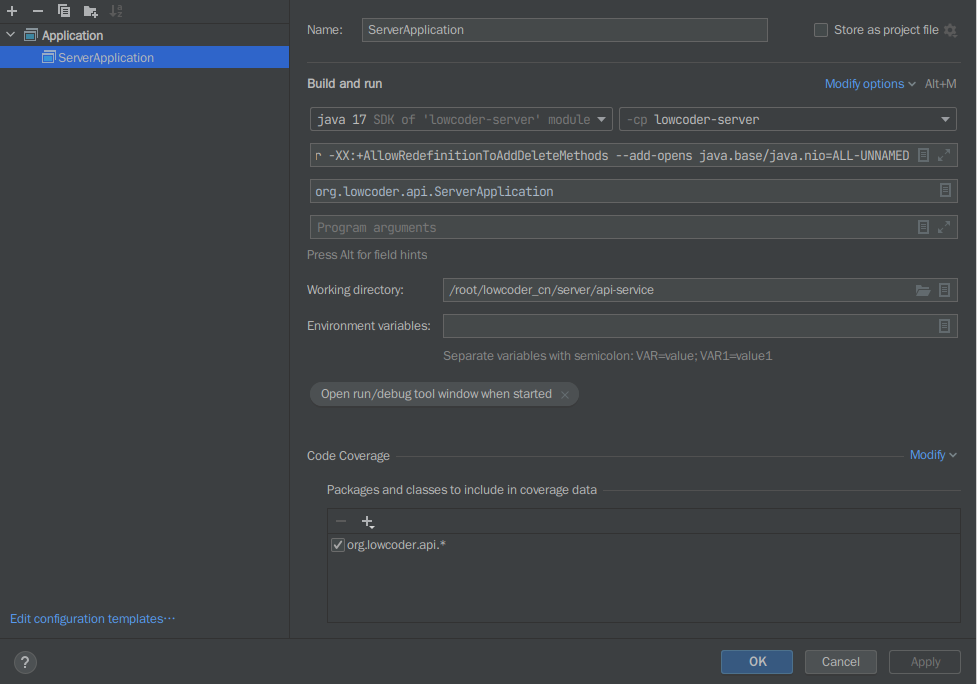 Application
ServerApplication
Edit configuration templates...
Name: ServerApplication Store as project file
Build and run Modify options Alt+M
java 17 SDK of 'lowcoder-server' module -cp lowcoder-server
r -XX:+AllowRedefinitionToAddDeleteMethods --add-opens java.base/java.nio=ALL-UNNAMED
org.lowcoder.api.ServerApplication
Program arguments
Press Alt for field hints
Working directory: /root/lowcoder_cn/server/api-service
Environment variables:
Separate variables with semicolon: VAR=value; VAR1=value1
Open run/debug tool window when started ×
Code Coverage Modify
Packages and classes to include in coverage data
org.lowcoder.api.*
? OK Cancel Apply